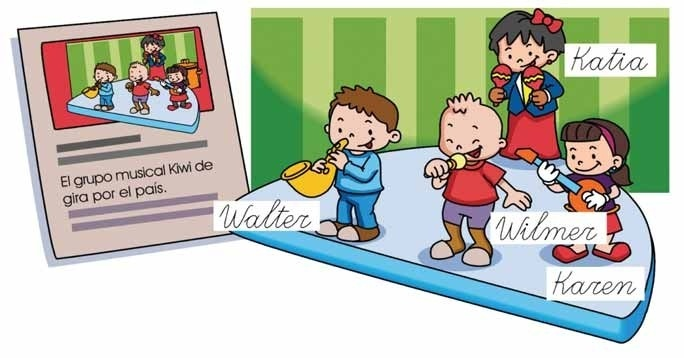 El grupo musical Kiwi de
gira por el país.
Katia
Walter
Wilmer
Karen